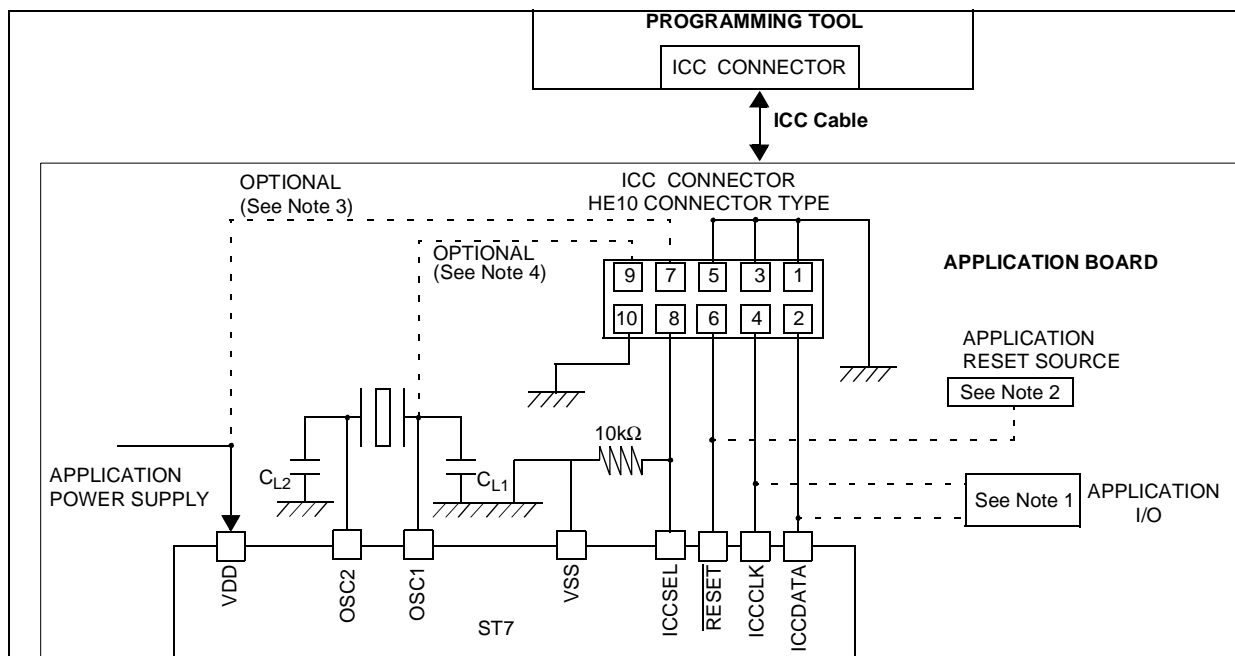 PROGRAMMING TOOL
ICC CONNECTOR
ICC Cable
OPTIONAL
(See Note 3)
ICC CONNECTOR
HE10 CONNECTOR TYPE
OPTIONAL
(See Note 4)
9 7 5 3 1
10 8 6 4 2
APPLICATION BOARD
APPLICATION
RESET SOURCE
See Note 2
10kΩ
CL2
CL1
APPLICATION
POWER SUPPLY
See Note 1
APPLICATION
I/O
VDD
OSC2
OSC1
VSS
ICCSEL
RESET
ICCCLK
ICCDATA
ST7